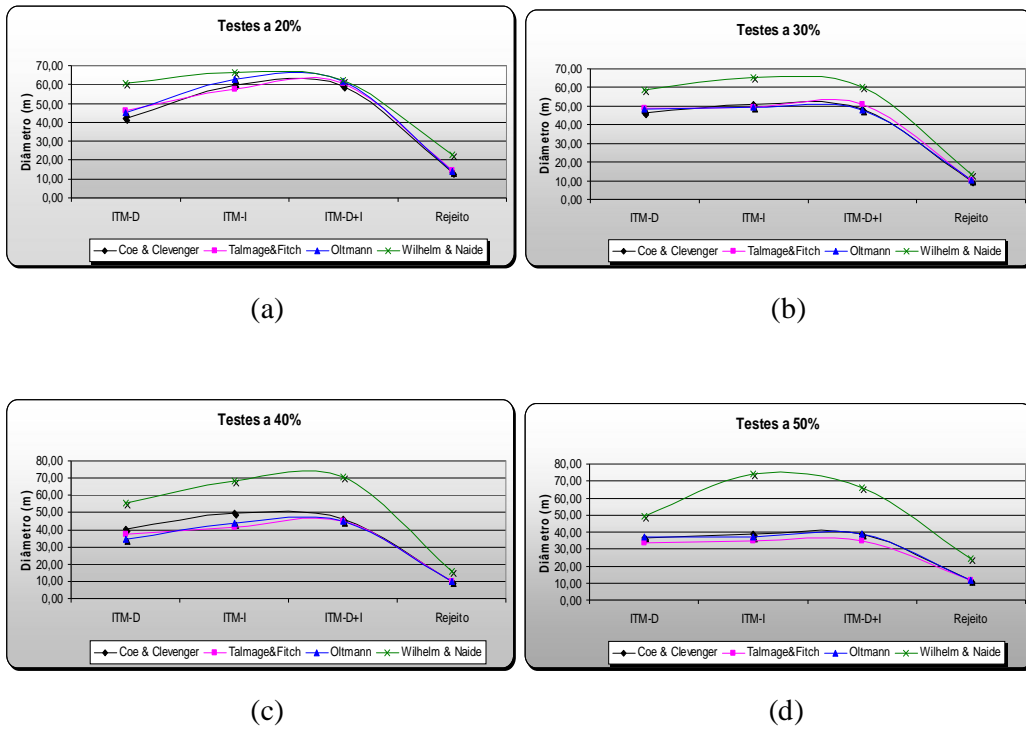 Testes a 20%
Diâmetro (m)
70,00
60,00
50,00
40,00
30,00
20,00
10,00
0,00
ITM-D ITM-I ITM-D+I Rejeito
Coe & Clevenger Talmage&Fitch Oltmann Wilhelm & Naide
(a)
Testes a 30%
Diâmetro (m)
70,00
60,00
50,00
40,00
30,00
20,00
10,00
0,00
ITM-D ITM-I ITM-D+I Rejeito
Coe & Clevenger Talmage&Fitch Oltmann Wilhelm & Naide
(b)
Testes a 40%
Diâmetro (m)
80,00
70,00
60,00
50,00
40,00
30,00
20,00
10,00
0,00
ITM-D ITM-I ITM-D+I Rejeito
Coe & Clevenger Talmage&Fitch Oltmann Wilhelm & Naide
(c)
Testes a 50%
Diâmetro (m)
80,00
70,00
60,00
50,00
40,00
30,00
20,00
10,00
0,00
ITM-D ITM-I ITM-D+I Rejeito
Coe & Clevenger Talmage&Fitch Oltmann Wilhelm & Naide
(d)